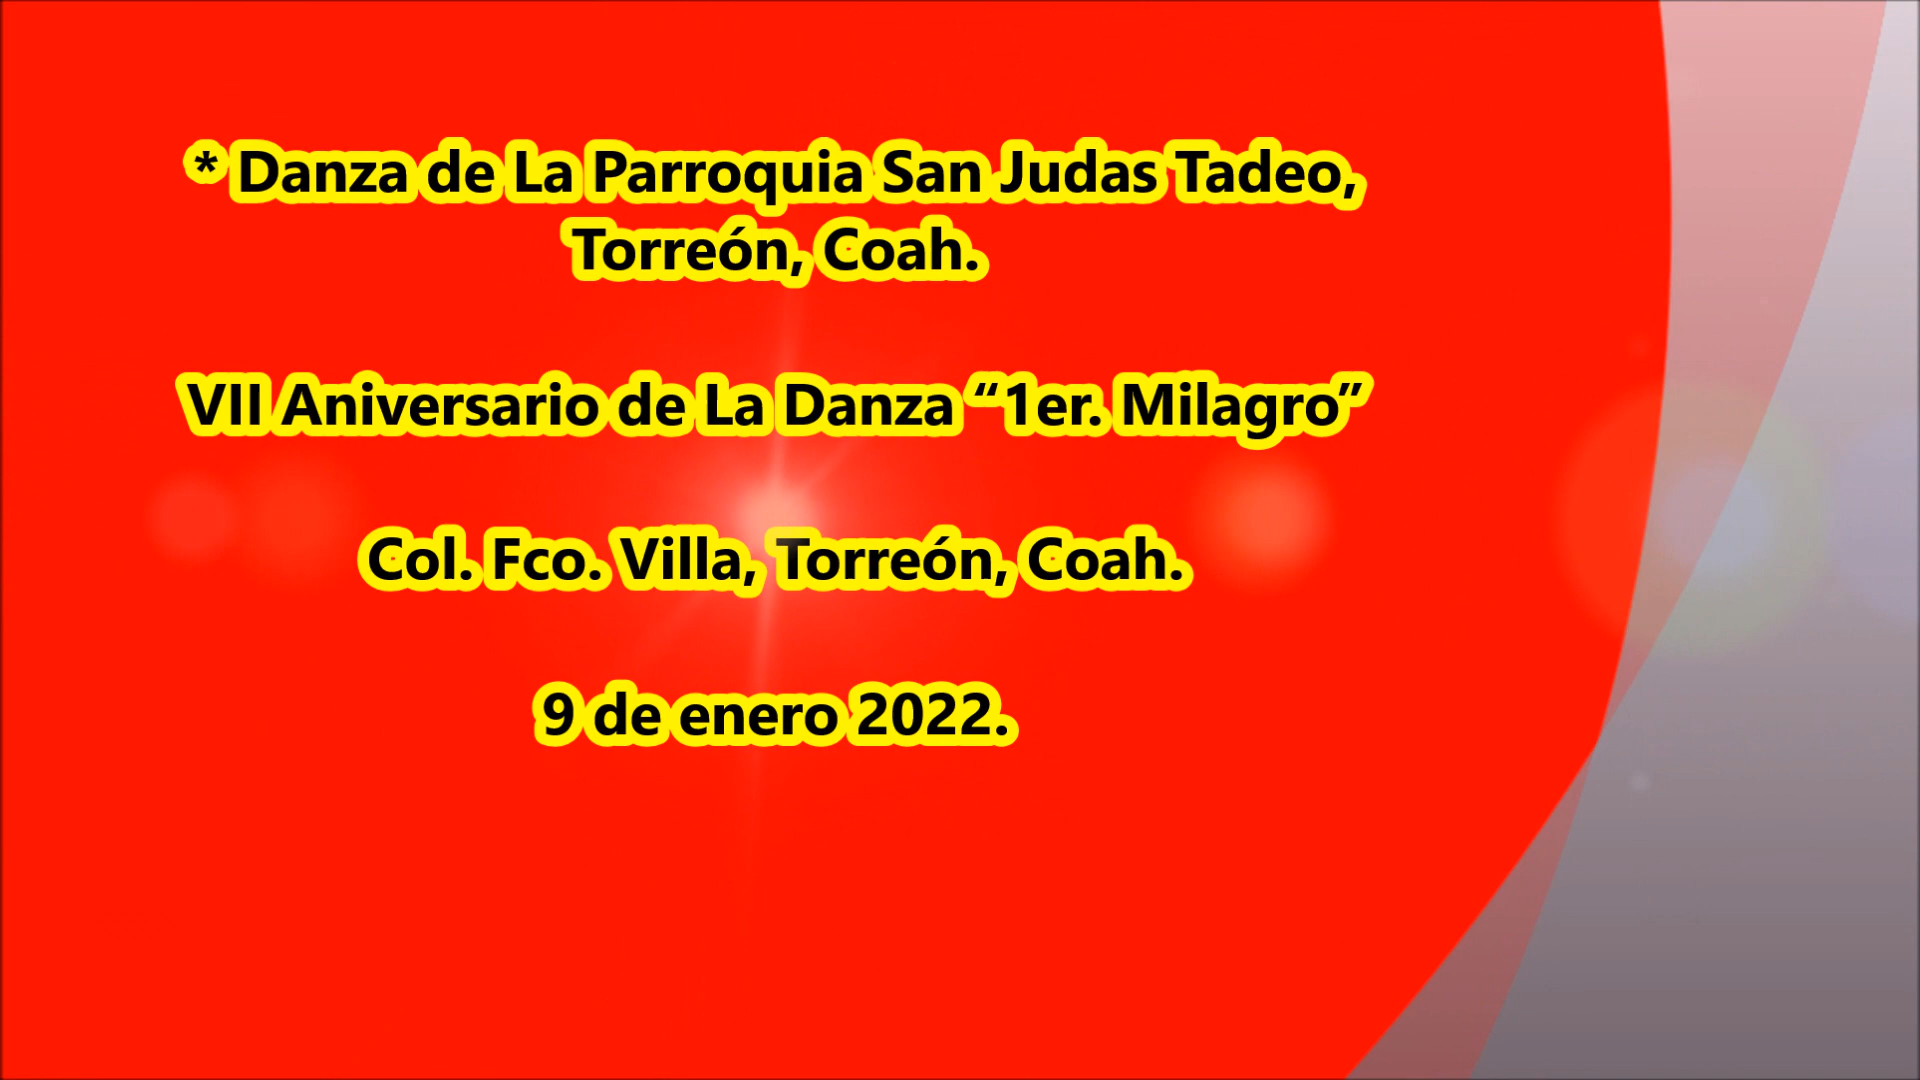 * Danza de La Parroquia San Judas Tadeo,
Torreón, Coah.
VII Aniversario de La Danza “1er. Milagro”
Col. Fco. Villa, Torreón, Coah.
9 de enero 2022.